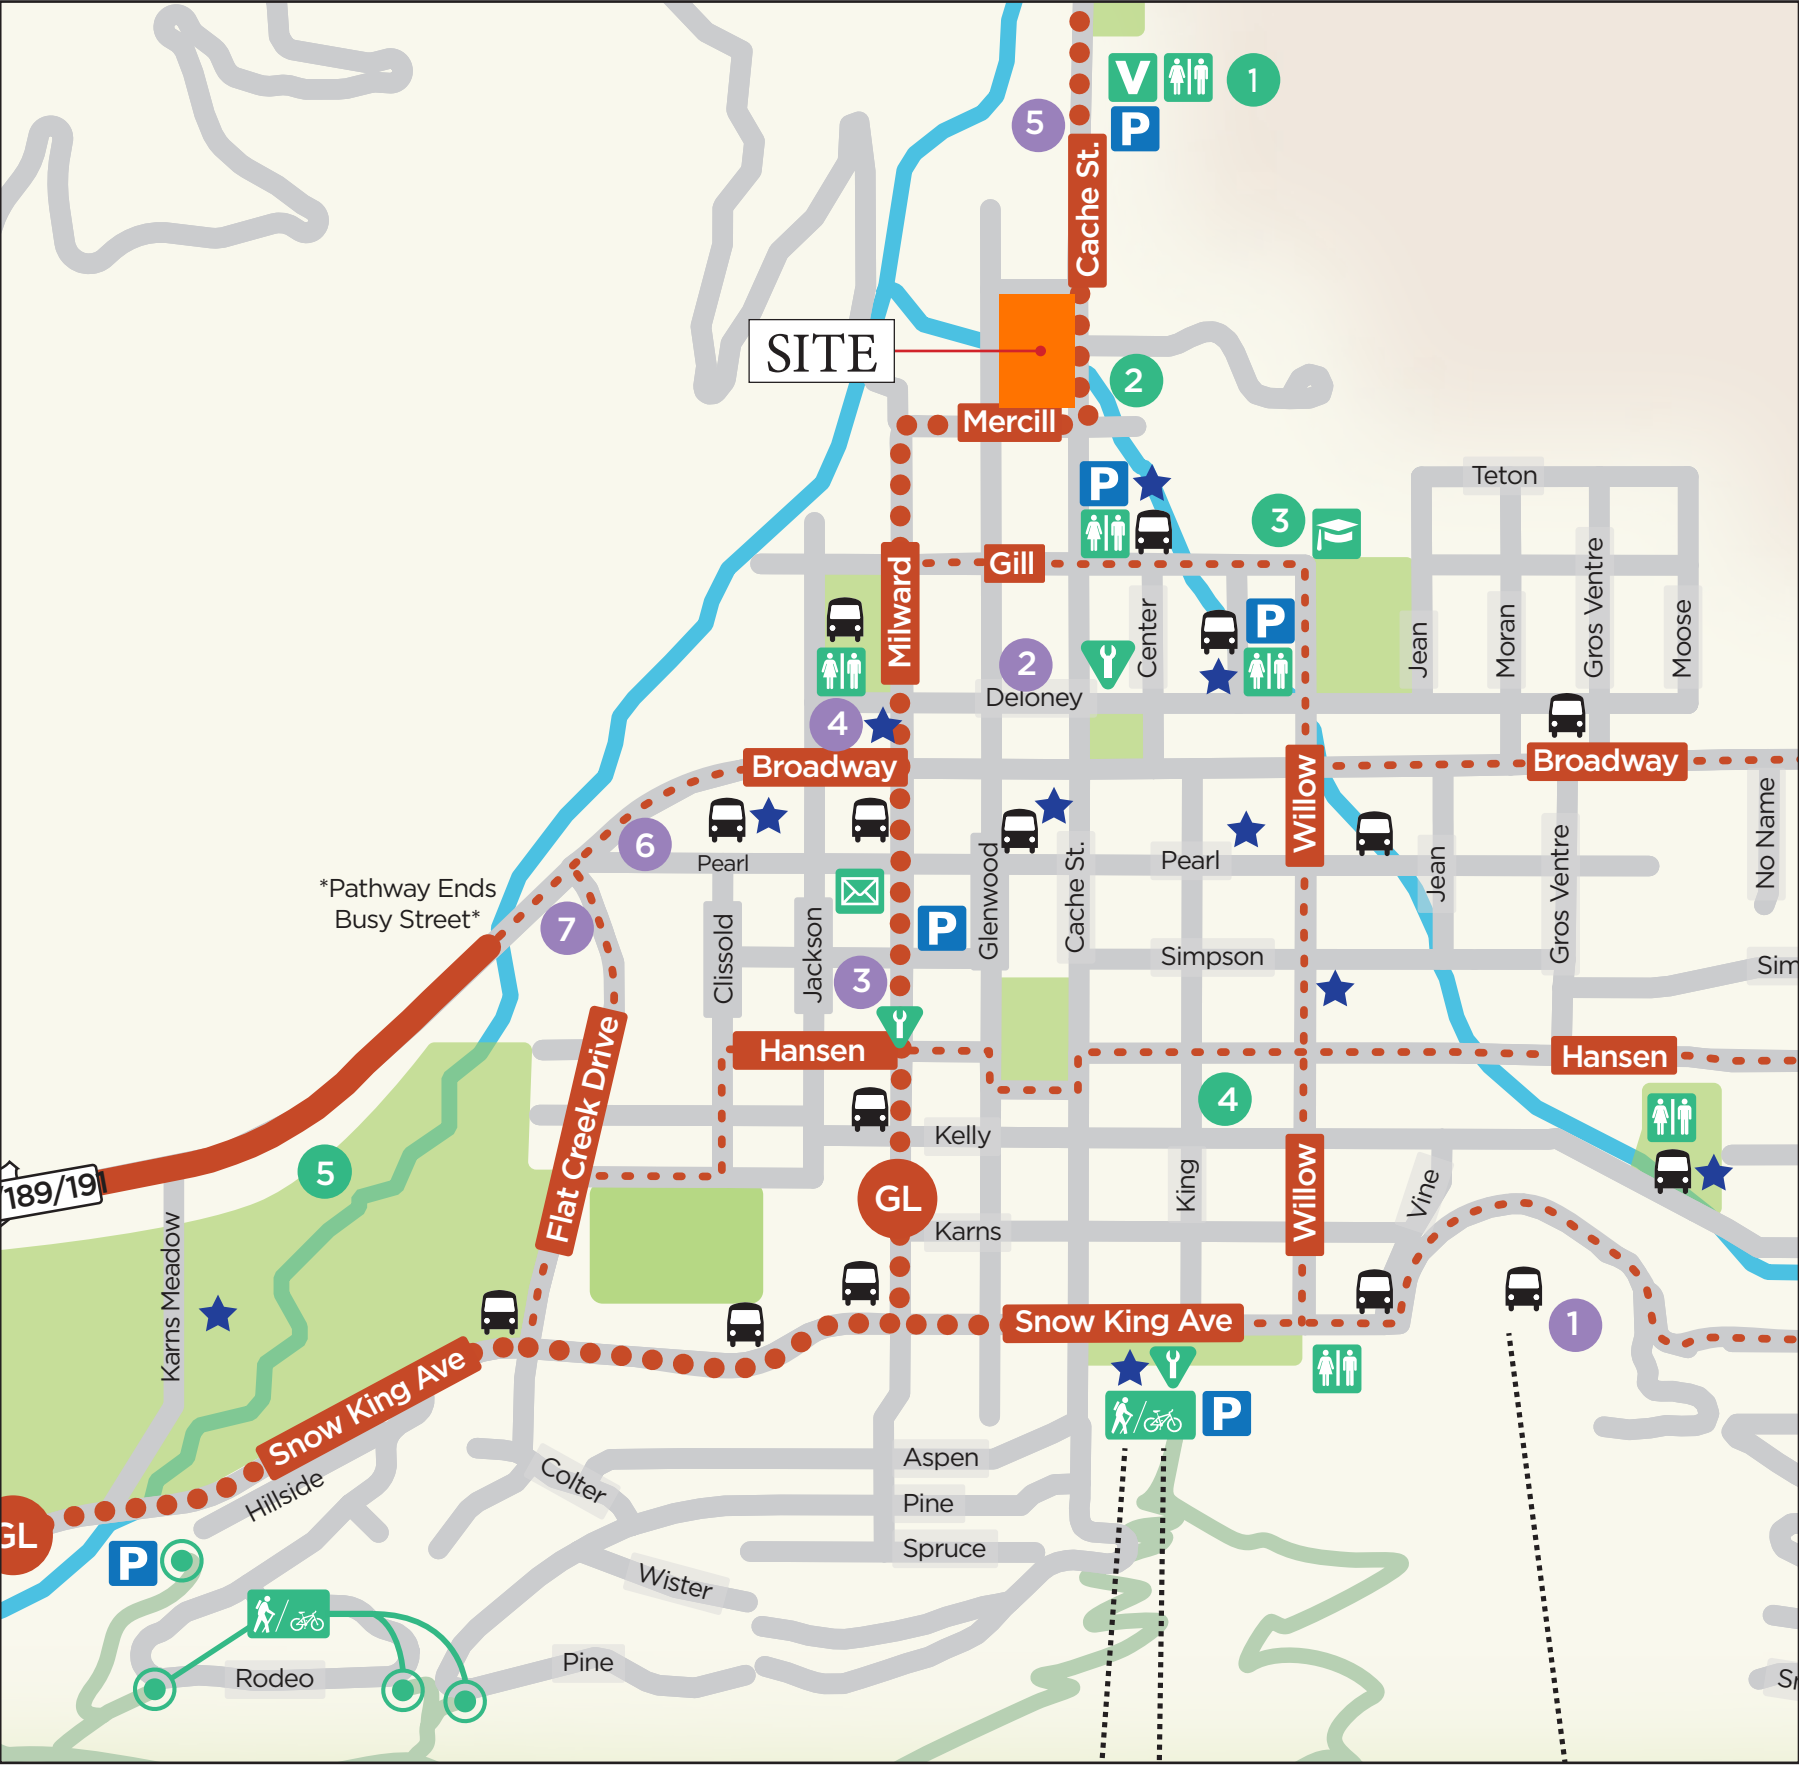 V
1
5
P
Cache St.
SITE
2
Mercill
Teton
P
3
Gill
Milward
Center
P
Jean
Moran
Gros Ventre
Moose
2
Deloney
4
Broadway
Willow
Broadway
6
Pearl
Pearl
Glenwood
Cache St.
Jean
Gros Ventre
No Name
*Pathway Ends
Busy Street*
7
Clissold
Jackson
P
Simpson
Sim
3
Flat Creek Drive
Hansen
Hansen
4
Kelly
5
189/191
GL
King
Willow
Vine
Karns
Karns Meadow
Snow King Ave
1
Snow King Ave
P
Hillside
Colter
Aspen
Pine
Spruce
GL
P
Wister
Rodeo
Pine
Sr